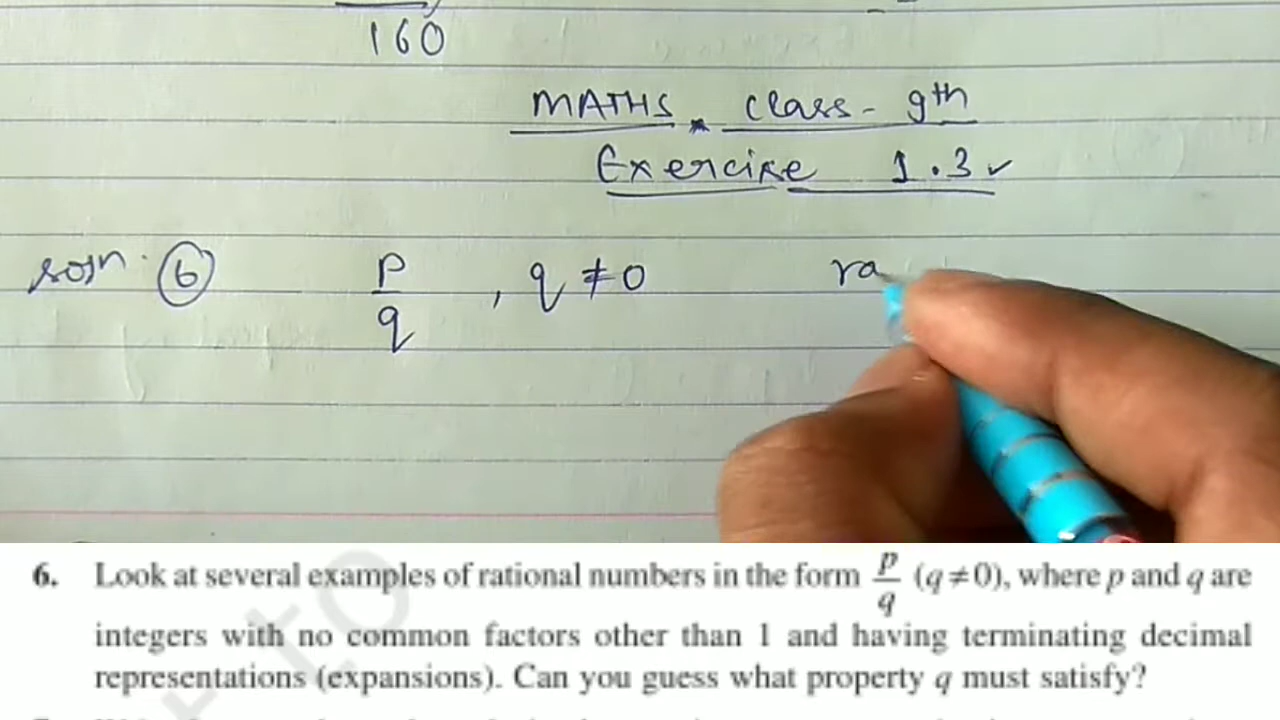 160
MATHS. Class - 9th
Exercise 1.3 ✓
soln. 6 p/q , q ≠ 0 ra
6. Look at several examples of rational numbers in the form p/q (q ≠ 0), where p and q are
integers with no common factors other than 1 and having terminating decimal
representations (expansions). Can you guess what property q must satisfy?